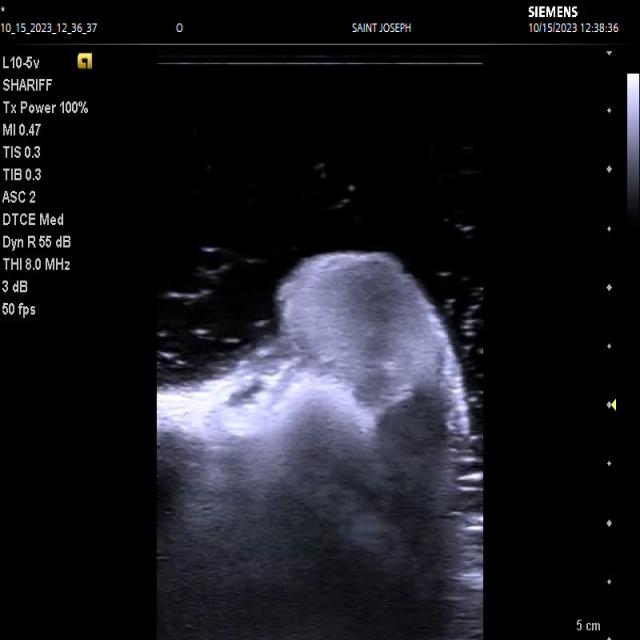 *
SIEMENS
10_15_2023_12_36_37 O SAINT JOSEPH 10/15/2023 12:38:36
L10-5v
SHARIFF
Tx Power 100%
MI 0.47
TIS 0.3
TIB 0.3
ASC 2
DTCE Med
Dyn R 55 dB
THI 8.0 MHz
3 dB
50 fps
5 cm